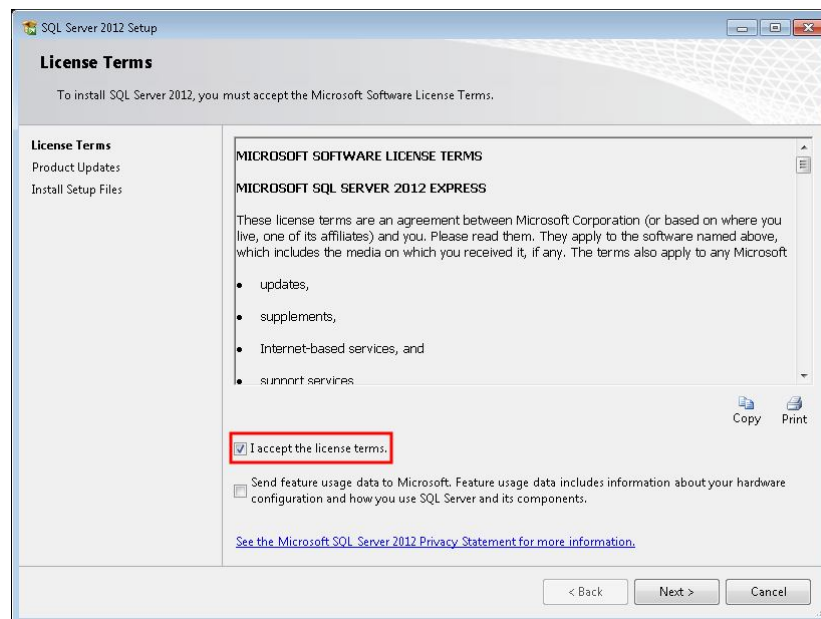 SQL Server 2012 Setup
License Terms
To install SQL Server 2012, you must accept the Microsoft Software License Terms.
License Terms
Product Updates
Install Setup Files
MICROSOFT SOFTWARE LICENSE TERMS
MICROSOFT SQL SERVER 2012 EXPRESS
These license terms are an agreement between Microsoft Corporation (or based on where you
live, one of its affiliates) and you. Please read them. They apply to the software named above,
which includes the media on which you received it, if any. The terms also apply to any Microsoft
• updates,
• supplements,
• Internet-based services, and
• support services
Copy Print
I accept the license terms.
Send feature usage data to Microsoft. Feature usage data includes information about your hardware
configuration and how you use SQL Server and its components.
See the Microsoft SQL Server 2012 Privacy Statement for more information.
< Back Next > Cancel